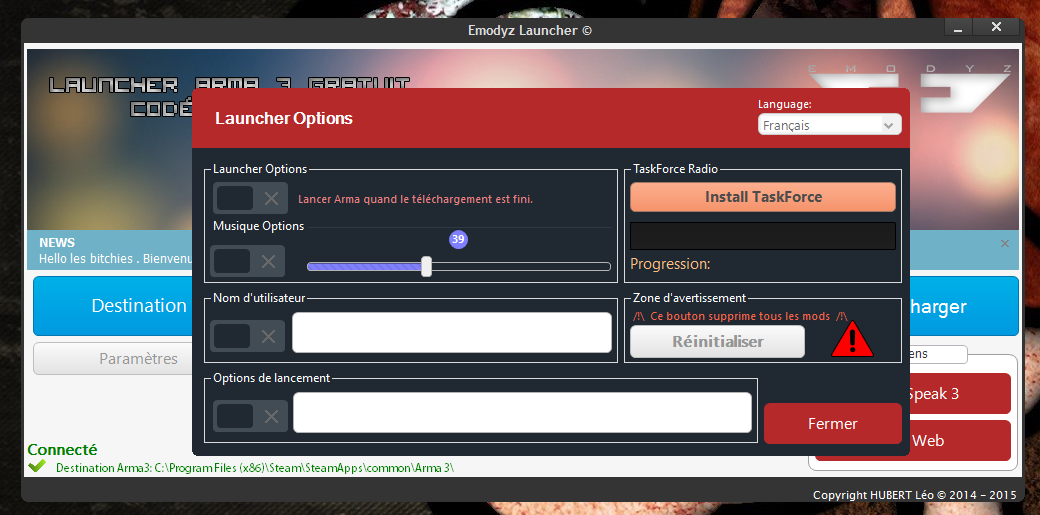 Emodyz Launcher ©
LAUNCHER ARMA 3 GRATUIT
CODÉ
EMODYZ
Launcher Options
Language:
Français
Launcher Options
Lancer Arma quand le téléchargement est fini.
Musique Options
39
TaskForce Radio
Install TaskForce
Progression:
NEWS
Hello les bitchies . Bienvenu
Destination
harger
Paramètres
Nom d'utilisateur
Zone d'avertissement
/!\ Ce bouton supprime tous les mods /!\
Réinitialiser
ens
Options de lancement
Speak 3
Fermer
Web
Connecté
Destination Arma3: C:\Program Files (x86)\Steam\SteamApps\common\Arma 3\
Copyright HUBERT Léo © 2014 - 2015